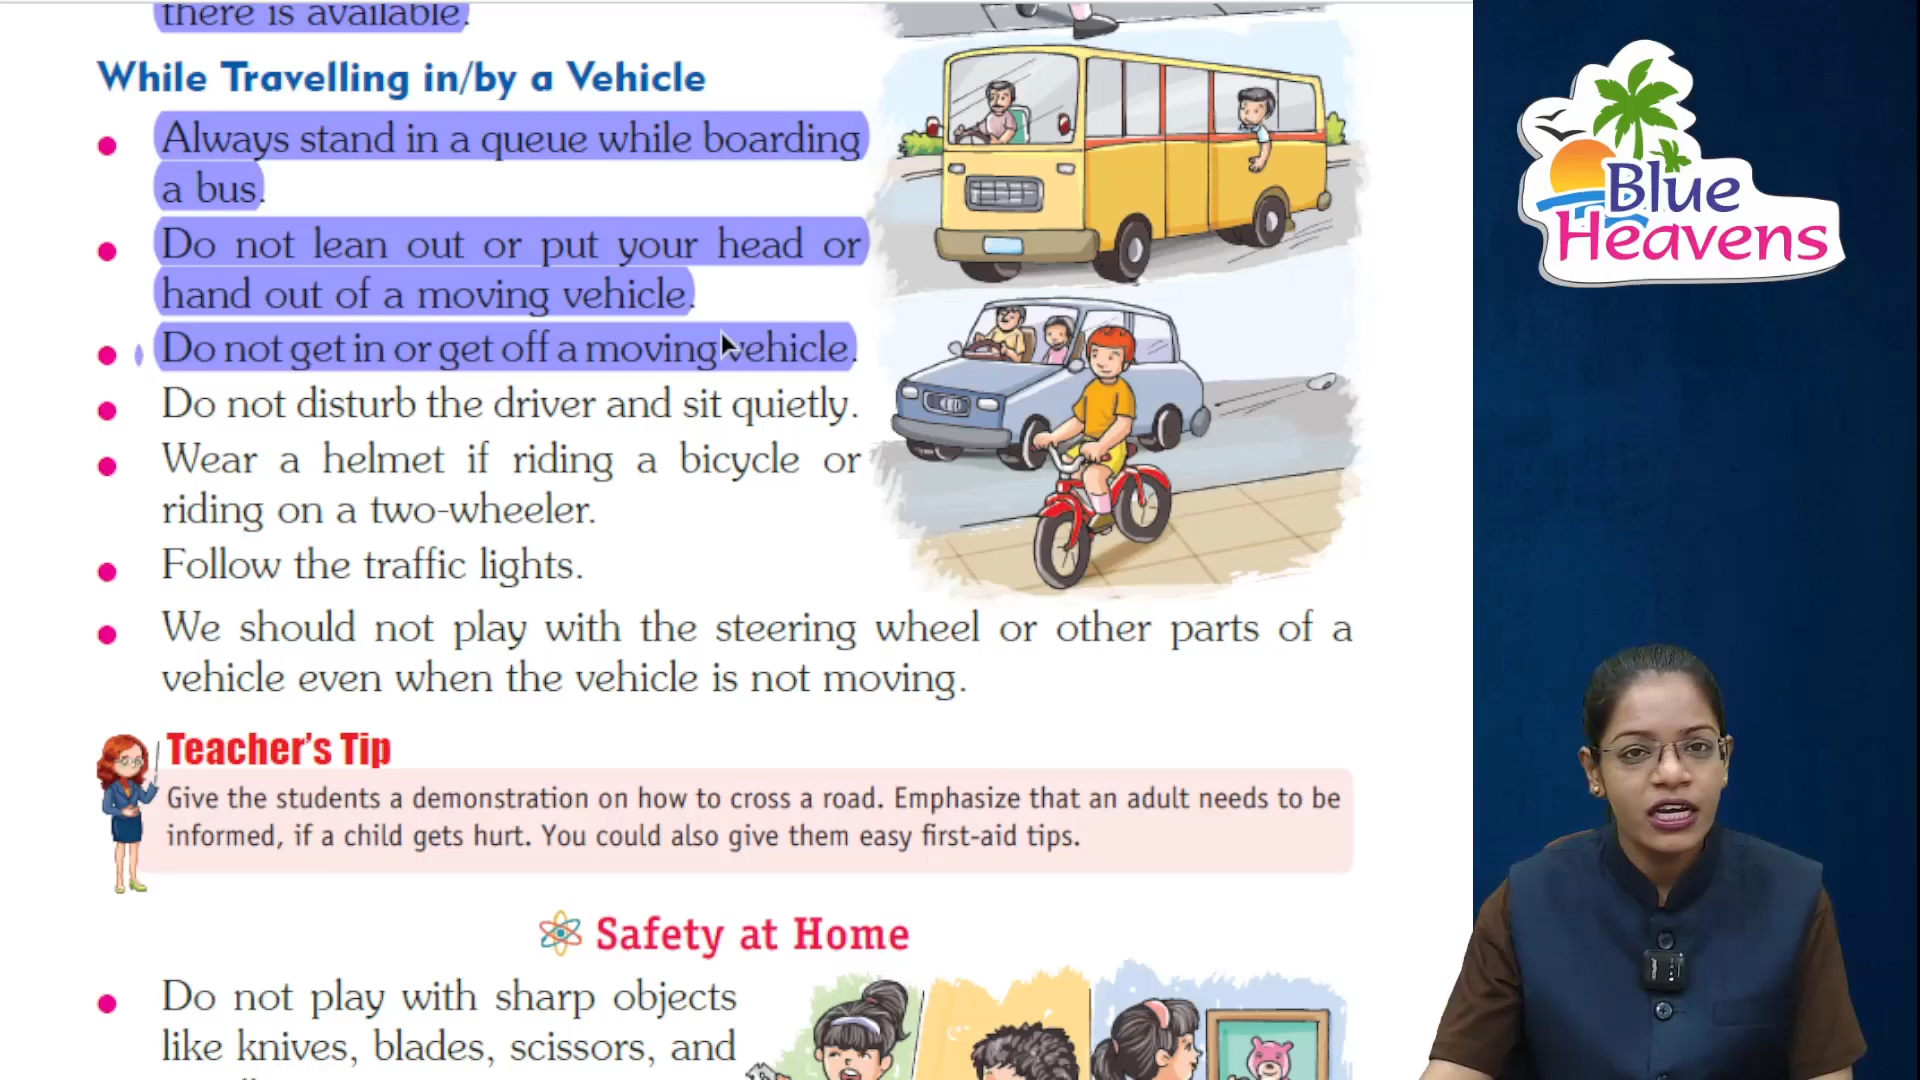 there is available.
While Travelling in/by a Vehicle
Always stand in a queue while boarding
a bus.
Do not lean out or put your head or
hand out of a moving vehicle.
Do not get in or get off a moving vehicle.
Do not disturb the driver and sit quietly.
Wear a helmet if riding a bicycle or
riding on a two-wheeler.
Follow the traffic lights.
We should not play with the steering wheel or other parts of a
vehicle even when the vehicle is not moving.
Teacher's Tip
Give the students a demonstration on how to cross a road. Emphasize that an adult needs to be
informed, if a child gets hurt. You could also give them easy first-aid tips.
Safety at Home
Do not play with sharp objects
like knives, blades, scissors, and
Blue
Heavens